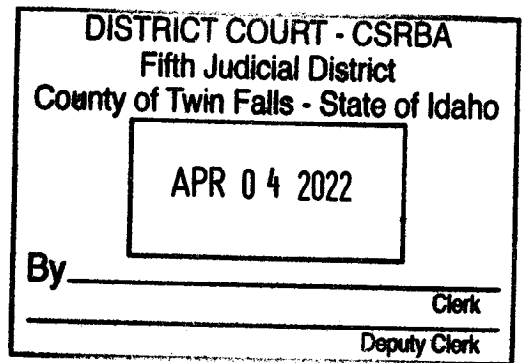 DISTRICT COURT - CSRBA
Fifth Judicial District
County of Twin Falls - State of Idaho
APR 04 2022
By
Clerk
Deputy Clerk